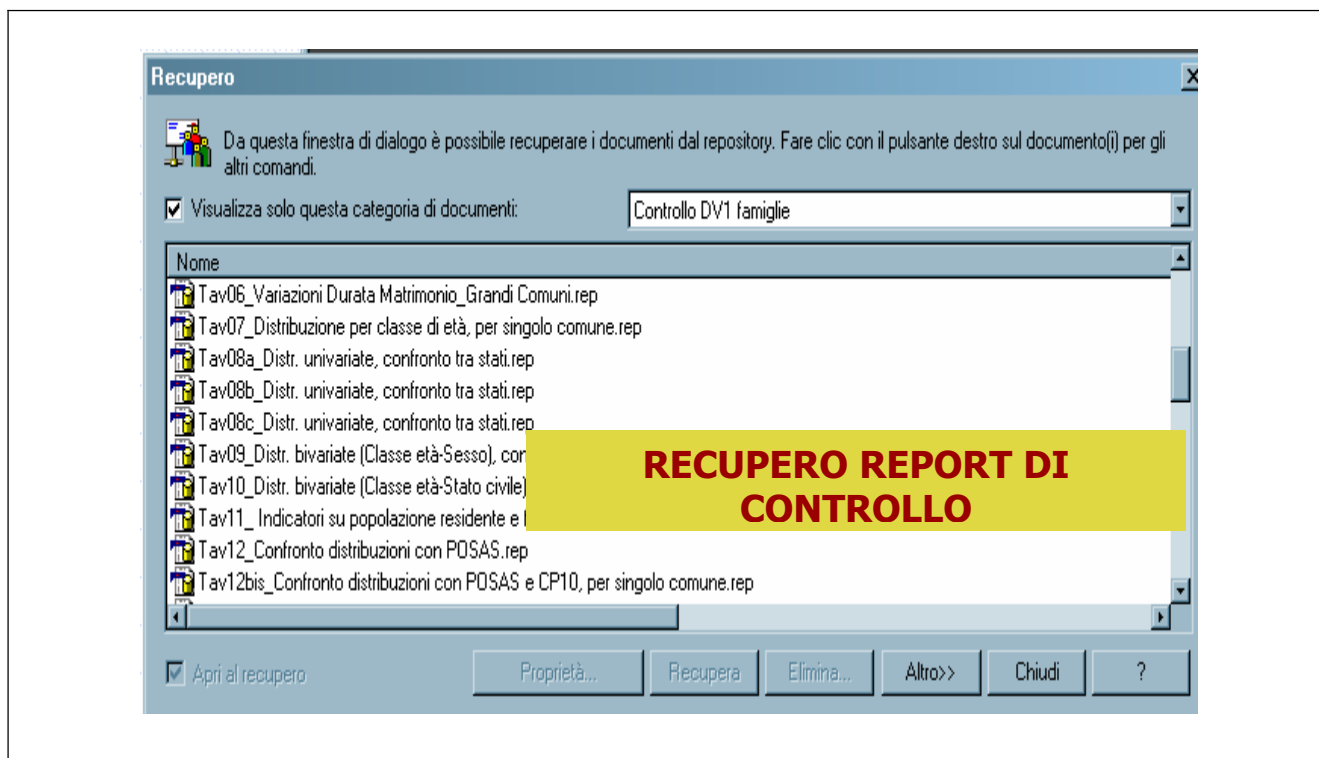 Recupero
Da questa finestra di dialogo è possibile recuperare i documenti dal repository. Fare clic con il pulsante destro sul documento(i) per gli
altri comandi.
Visualizza solo questa categoria di documenti:
Controllo DV1 famiglie
Nome
Tav06_Variazioni Durata Matrimonio_Grandi Comuni.rep
Tav07_Distribuzione per classe di età, per singolo comune.rep
Tav08a_Distr. univariate, confronto tra stati.rep
Tav08b_Distr. univariate, confronto tra stati.rep
Tav08c_Distr. univariate, confronto tra stati.rep
Tav09_Distr. bivariate (Classe età-Sesso),
Tav10_Distr. bivariate (Classe età-Stato civile)
Tav11_ Indicatori su popolazione residente e
Tav12_Confronto distribuzioni con POSAS.rep
Tav12bis_Confronto distribuzioni con POSAS e CP10, per singolo comune.rep
RECUPERO REPORT DI
CONTROLLO
Apri al recupero
Proprietà...
Recupera
Elimina...
Altro>>
Chiudi
?